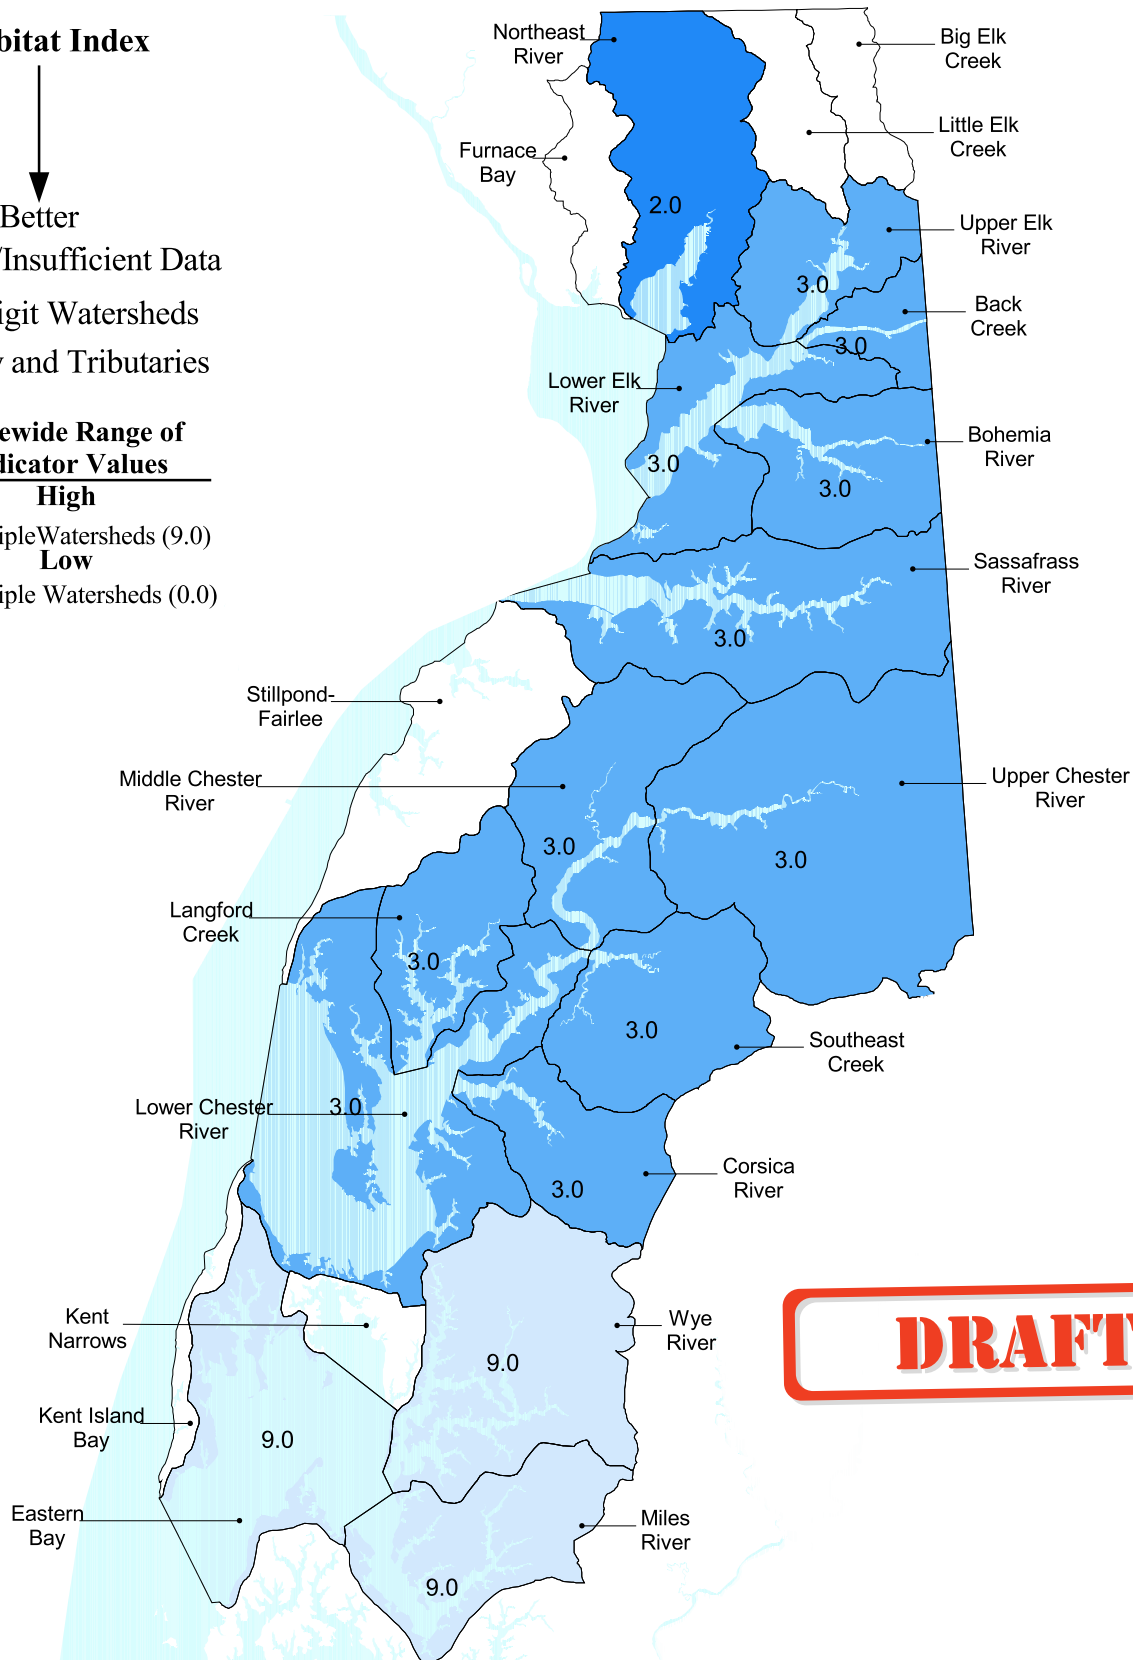 bitat Index
Better
/Insufficient Data
igit Watersheds
y and Tributaries
ewide Range of
dicator Values
High
ipleWatersheds (9.0)
Low
iple Watersheds (0.0)
Northeast
River
Big Elk
Creek
Little Elk
Creek
Furnace
Bay
2.0
Upper Elk
River
3.0
Back
Creek
3.0
Lower Elk
River
3.0
Bohemia
River
3.0
Sassafrass
River
3.0
Stillpond-
Fairlee
Middle Chester
River
3.0
Upper Chester
River
3.0
Langford
Creek
3.0
3.0
Southeast
Creek
Lower Chester
River
3.0
Corsica
River
3.0
Kent
Narrows
Wye
River
9.0
DRAFT
Kent Island
Bay
9.0
Eastern
Bay
Miles
River
9.0